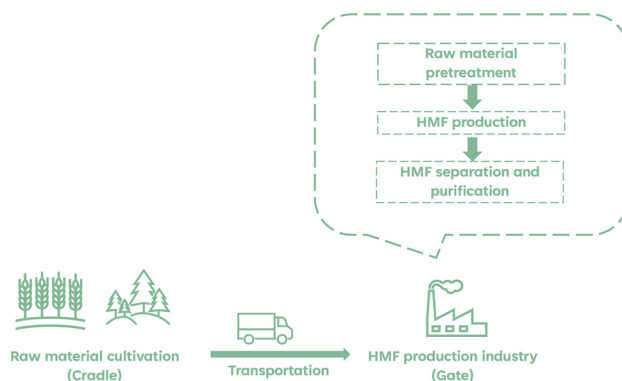 Raw material
pretreatment
HMF production
HMF separation and
purification
Raw material cultivation
(Cradle)
Transportation
HMF production industry
(Gate)